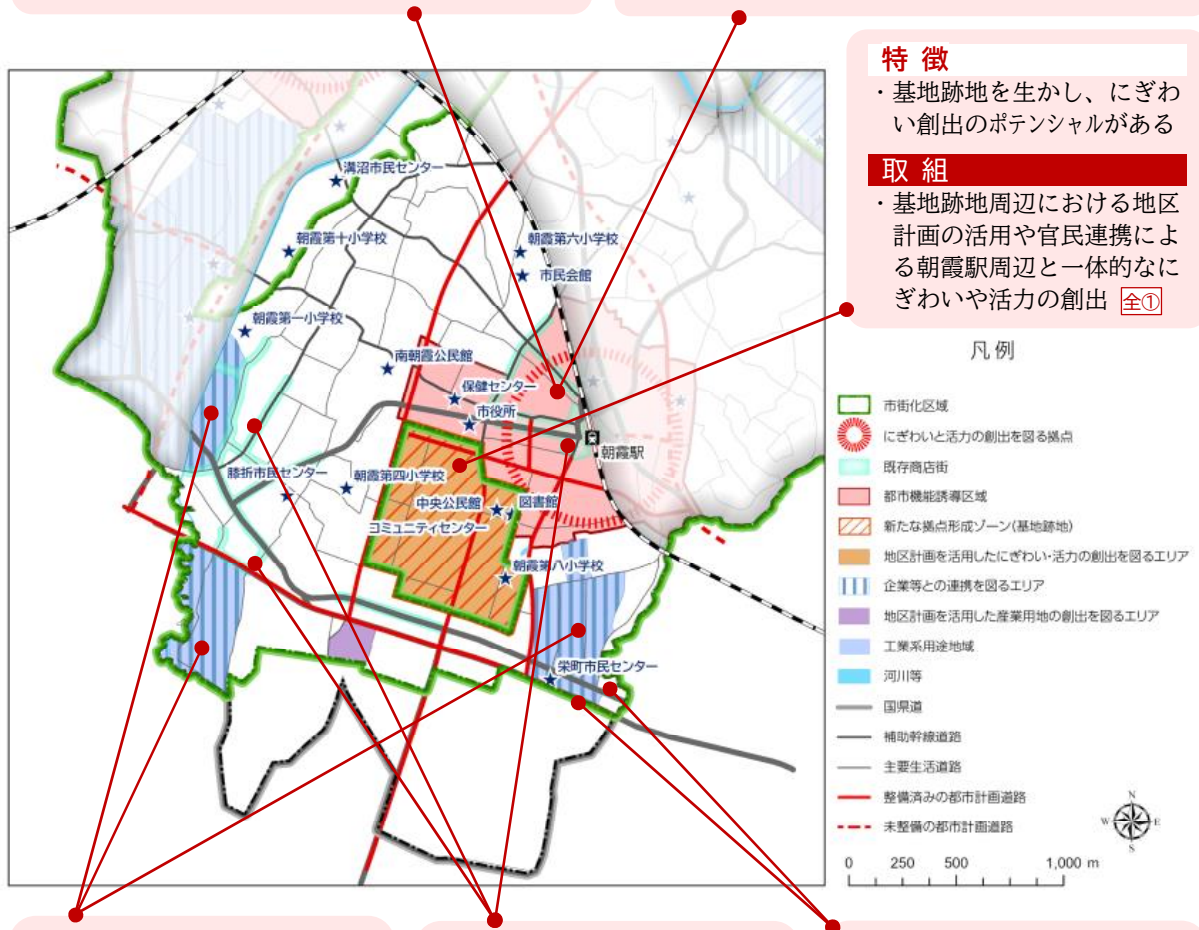 特 徴
・基地跡地を生かし、にぎわ
い創出のポテンシャルがある
取 組
・基地跡地周辺における地区
計画の活用や官民連携によ
る朝霞駅周辺と一体的なに
ぎわいや活力の創出 全①
溝沼市民センター
朝霞第十小学校
朝霞第六小学校
市民会館
朝霞第一小学校
南朝霞公民館
保健センター
市役所
朝霞駅
膝折市民センター
朝霞第四小学校
中央公民館
図書館
コミュニティセンター
朝霞第八小学校
栄町市民センター
凡例
市街化区域
にぎわいと活力の創出を図る拠点
既存商店街
都市機能誘導区域
新たな拠点形成ゾーン(基地跡地)
地区計画を活用したにぎわい・活力の創出を図るエリア
企業等との連携を図るエリア
地区計画を活用した産業用地の創出を図るエリア
工業系用途地域
河川等
国県道
補助幹線道路
主要生活道路
整備済みの都市計画道路
未整備の都市計画道路
N
W E
S
0 250 500 1,000 m